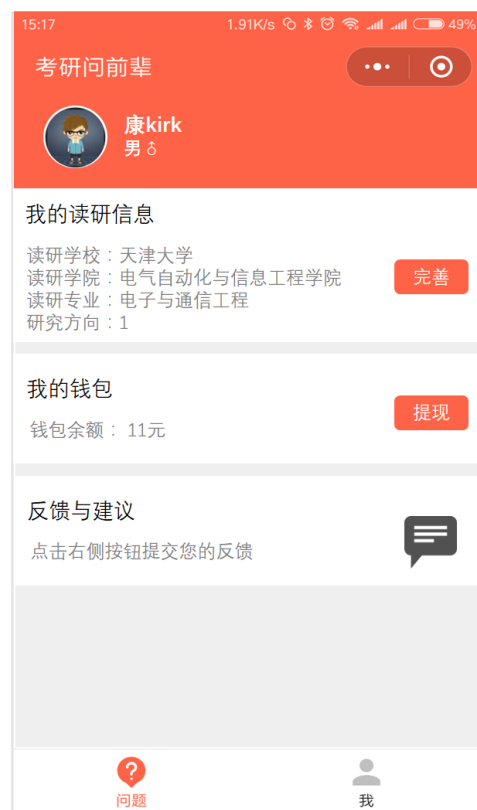 15:17 1.91K/s 49%
考研问前辈
康kirk
男♂
我的读研信息
读研学校：天津大学
读研学院：电气自动化与信息工程学院
读研专业：电子与通信工程
研究方向：1
完善
我的钱包
钱包余额： 11元
提现
反馈与建议
点击右侧按钮提交您的反馈
问题
我